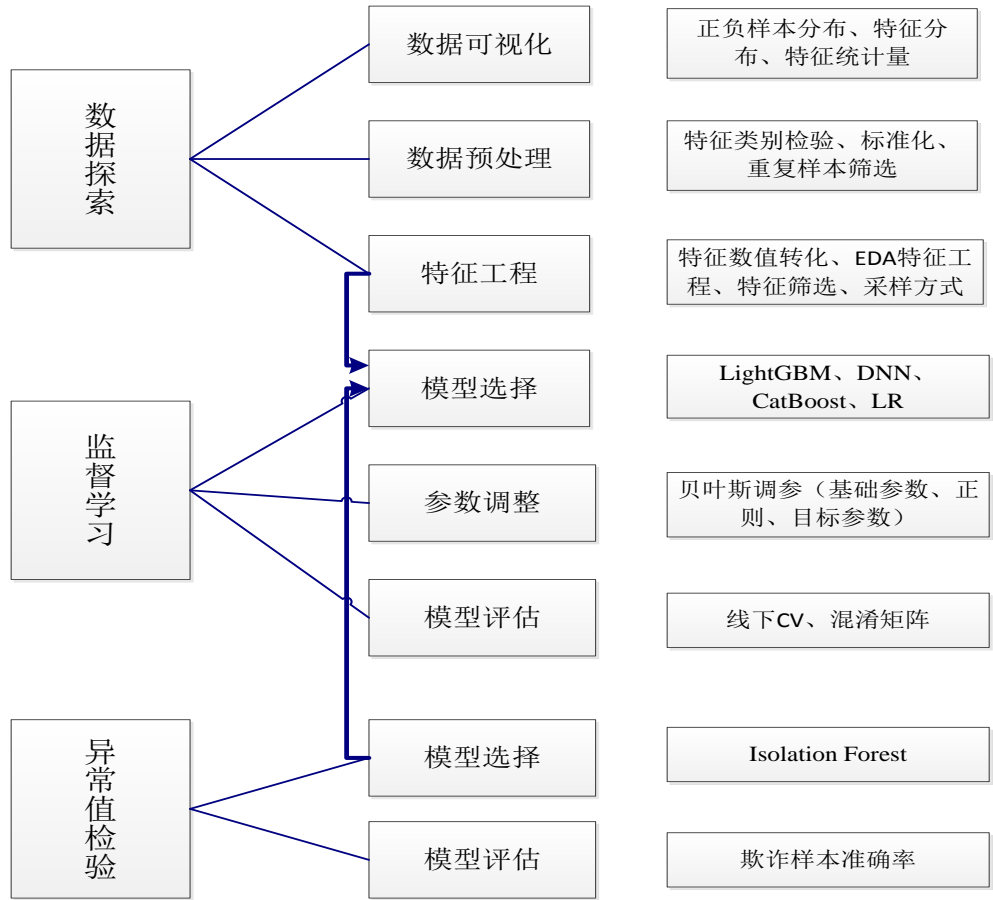 数据探索
数据可视化
正负样本分布、特征分
布、特征统计量
数据预处理
特征类别检验、标准化、
重复样本筛选
特征工程
特征数值转化、EDA特征工
程、特征筛选、采样方式
监督学习
模型选择
LightGBM、DNN、
CatBoost、LR
参数调整
贝叶斯调参（基础参数、正
则、目标参数）
模型评估
线下CV、混淆矩阵
异常值检验
模型选择
Isolation Forest
模型评估
欺诈样本准确率